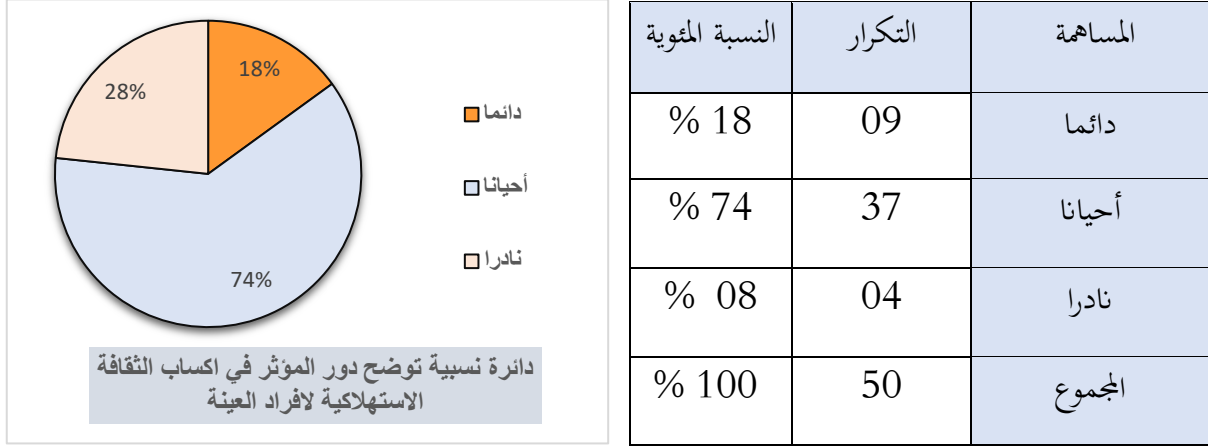 المساهمة التكرار النسبة المئوية
دائما 09 18 %
أحيانا 37 74 %
نادرا 04 08 %
المجموع 50 100 %
18%
28%
74%
دائما
أحيانا
نادرا
دائرة نسبية توضح دور المؤثر في اكساب الثقافة
الاستهلاكية لافراد العينة